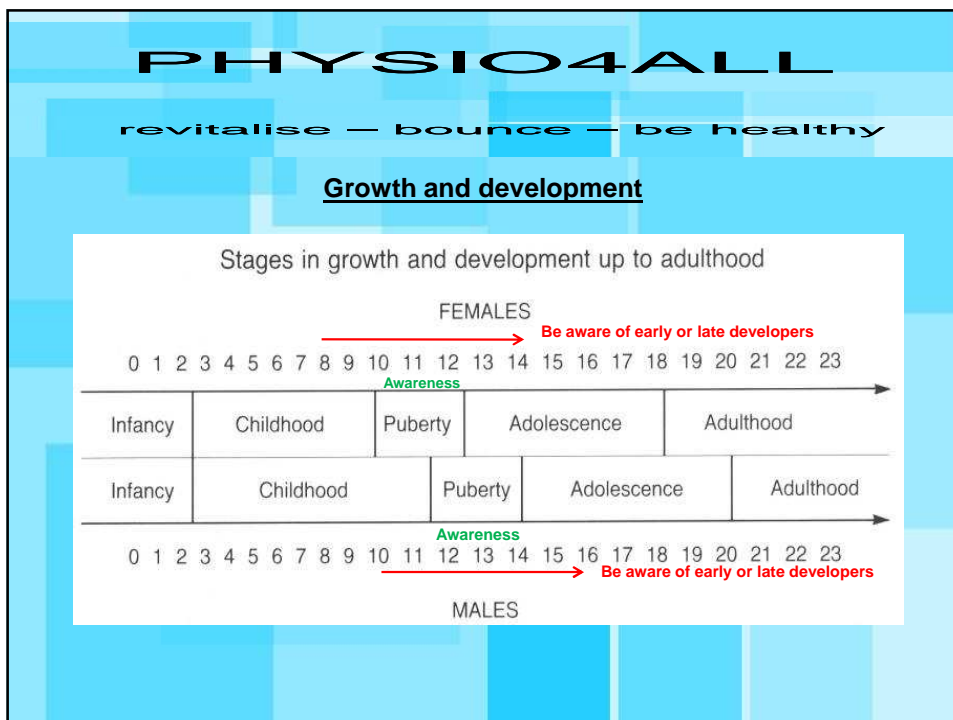 PHYSIO4ALL
revitalise – bounce – be healthy
Growth and development
Stages in growth and development up to adulthood
FEMALES
Be aware of early or late developers
0 1 2 3 4 5 6 7 8 9 10 11 12 13 14 15 16 17 18 19 20 21 22 23
Awareness
Infancy Childhood Puberty Adolescence Adulthood
Infancy Childhood Puberty Adolescence Adulthood
Awareness
0 1 2 3 4 5 6 7 8 9 10 11 12 13 14 15 16 17 18 19 20 21 22 23
Be aware of early or late developers
MALES